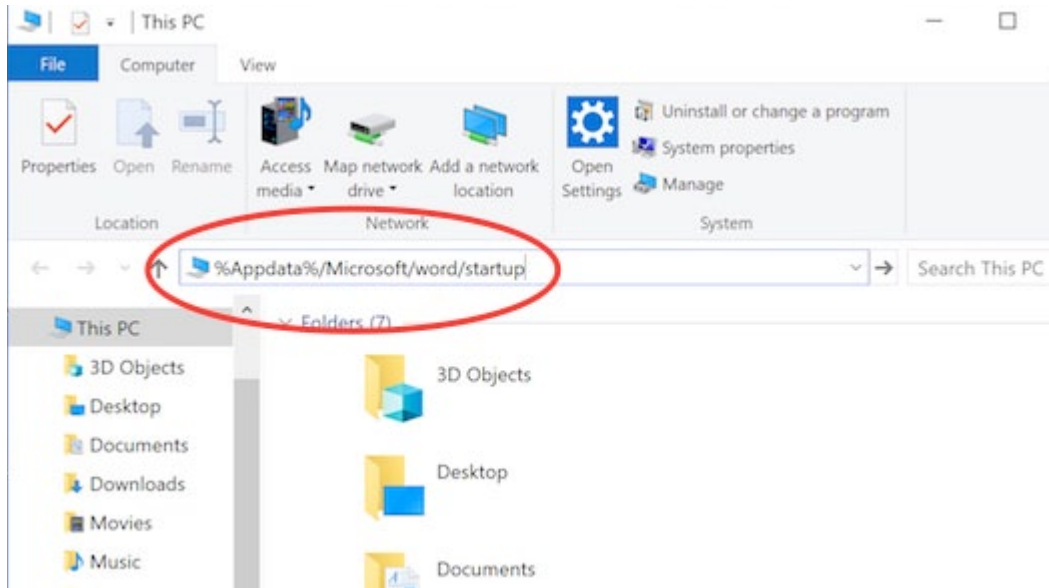 This PC
File Computer View
Properties Open Rename Access media Map network drive Add a network location Open Settings
Uninstall or change a program
System properties
Manage
Location Network System
%Appdata%/Microsoft/word/startup Search This PC
This PC
3D Objects
Desktop
Documents
Downloads
Movies
Music
Folders (7)
3D Objects
Desktop
Documents